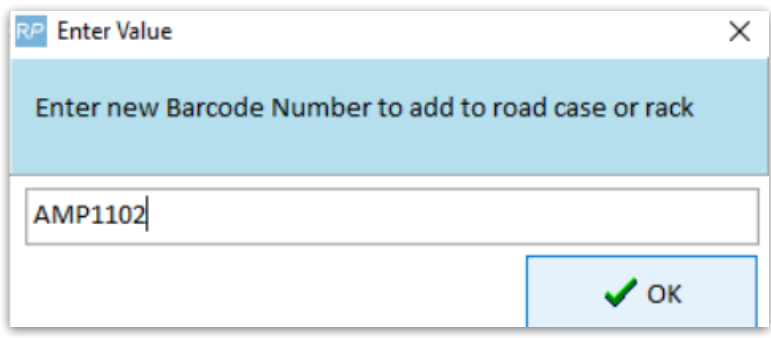 RP Enter Value
Enter new Barcode Number to add to road case or rack
AMP1102
OK